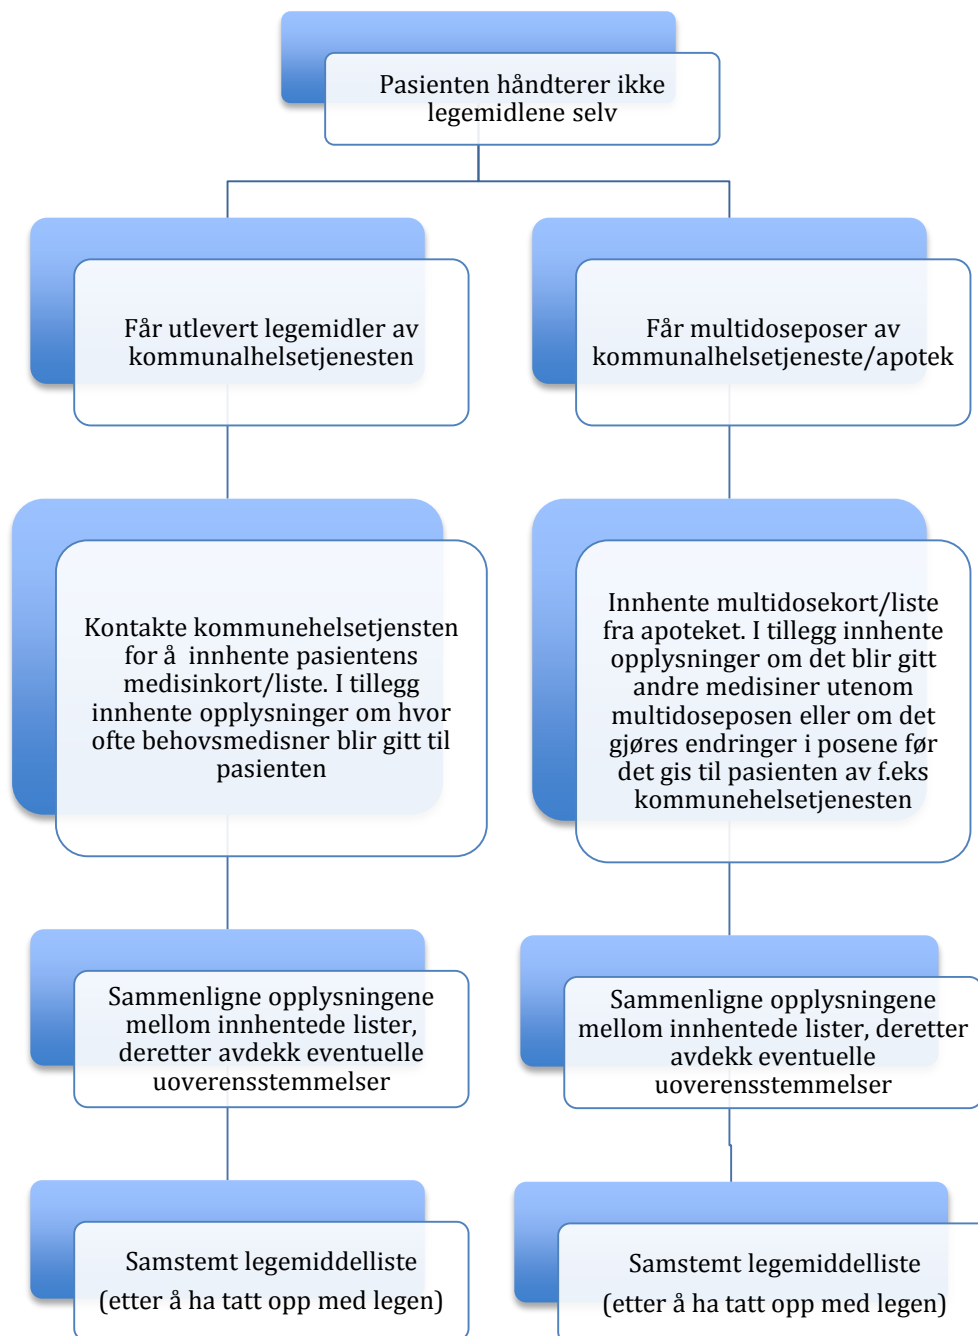 Pasienten håndterer ikke
legemidlene selv
Får utlevert legemidler av
kommunalhelsetjenesten
Får multidoseposer av
kommunalhelsetjeneste/apotek
Kontakte kommunehelsetjensten
for å innhente pasientens
medisinkort/liste. I tillegg
innhente opplysninger om hvor
ofte behovsmedisner blir gitt til
pasienten
Innhente multidosekort/liste
fra apoteket. I tillegg innhente
opplysninger om det blir gitt
andre medisiner utenom
multidoseposen eller om det
gjøres endringer i posene før
det gis til pasienten av f.eks
kommunehelsetjenesten
Sammenligne opplysningene
mellom innhentede lister,
deretter avdekk eventuelle
uoverensstemmelser
Sammenligne opplysningene
mellom innhentede lister, deretter
avdekk eventuelle
uoverensstemmelser
Samstemt legemiddelliste
(etter å ha tatt opp med legen)
Samstemt legemiddelliste
(etter å ha tatt opp med legen)